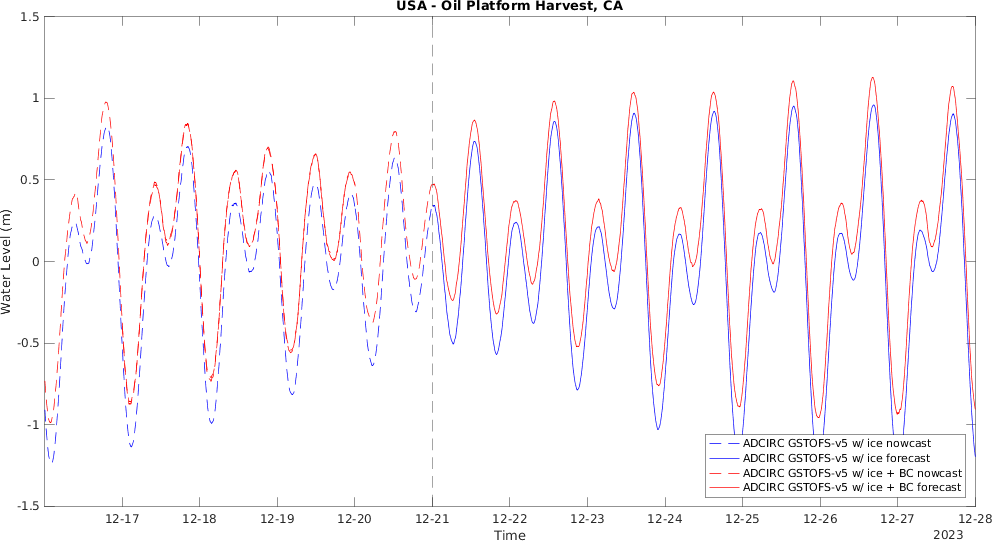 USA - Oil Platform Harvest, CA
1.5
1
0.5
0
-0.5
-1
-1.5
Water Level (m)
12-17 12-18 12-19 12-20 12-21 12-22 12-23 12-24 12-25 12-26 12-27 12-28
Time
2023
ADCIRC GSTOFS-v5 w/ ice nowcast
ADCIRC GSTOFS-v5 w/ ice forecast
ADCIRC GSTOFS-v5 w/ ice + BC nowcast
ADCIRC GSTOFS-v5 w/ ice + BC forecast